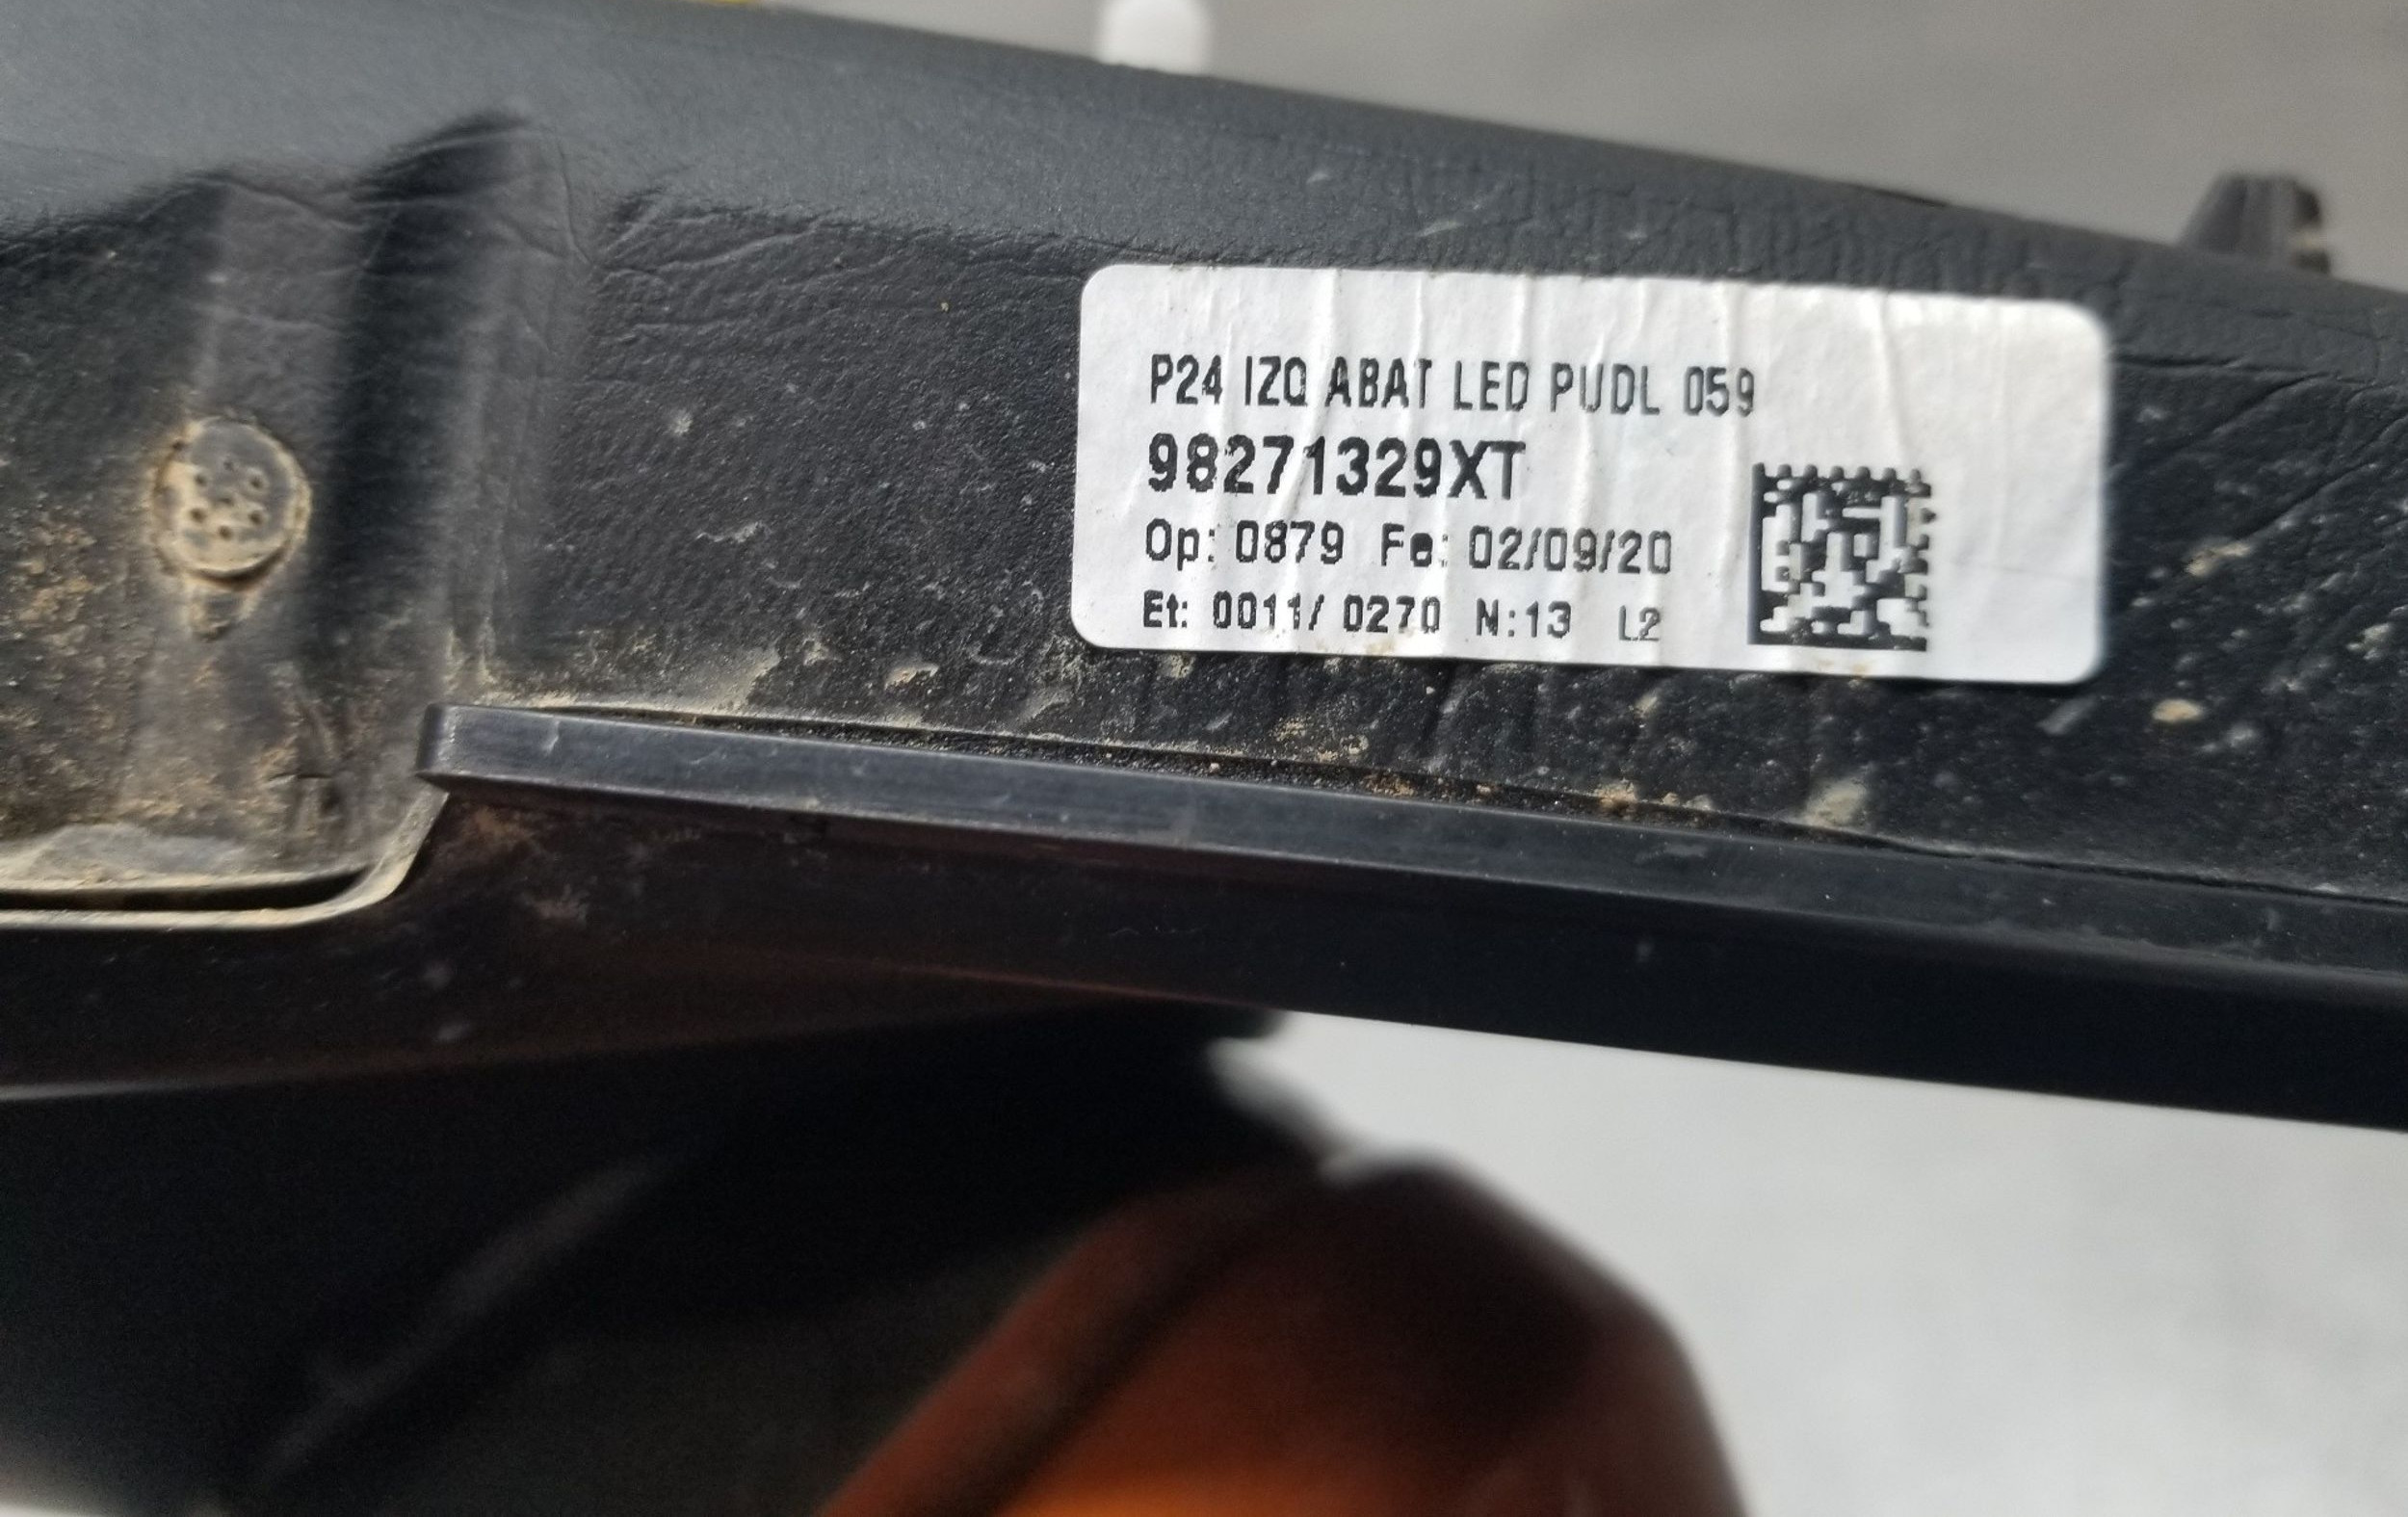 P24 IZQ ABAT LED PUDL 059
98271329XT
Op: 0879 Fe: 02/09/20
Et: 0011/ 0270 N:13 L2